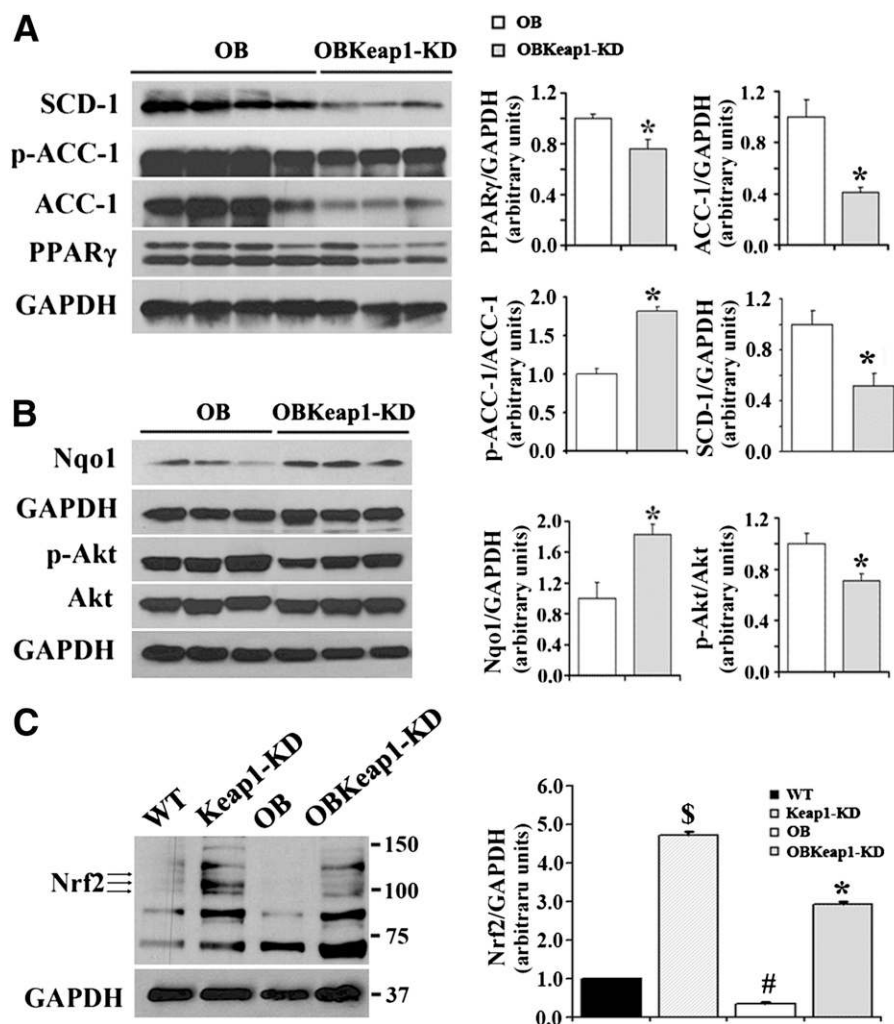 A
OB OBKeap1-KD
SCD-1
p-ACC-1
ACC-1
PPARγ
GAPDH
OB
OBKeap1-KD
PPARγ/GAPDH
(arbitrary units)
1.2
0.8
0.4
0.0
*
ACC-1/GAPDH
(arbitrary units)
1.2
0.8
0.4
0.0
*
p-ACC-1/ACC-1
(arbitrary units)
2.0
1.5
1.0
0.5
0.0
*
SCD-1/GAPDH
(arbitrary units)
1.2
0.8
0.4
0.0
*
B
OB OBKeap1-KD
Nqo1
GAPDH
p-Akt
Akt
GAPDH
Nqo1/GAPDH
(arbitrary units)
2.0
1.6
1.2
0.8
0.4
0.0
*
p-Akt/Akt
(arbitrary units)
1.2
0.8
0.4
0.0
*
C
WT Keap1-KD OB OBKeap1-KD
Nrf2
150
100
75
37
GAPDH
Nrf2/GAPDH
(arbitraru units)
6.0
5.0
4.0
3.0
2.0
1.0
0.0
$
#
*
WT
Keap1-KD
OB
OBKeap1-KD